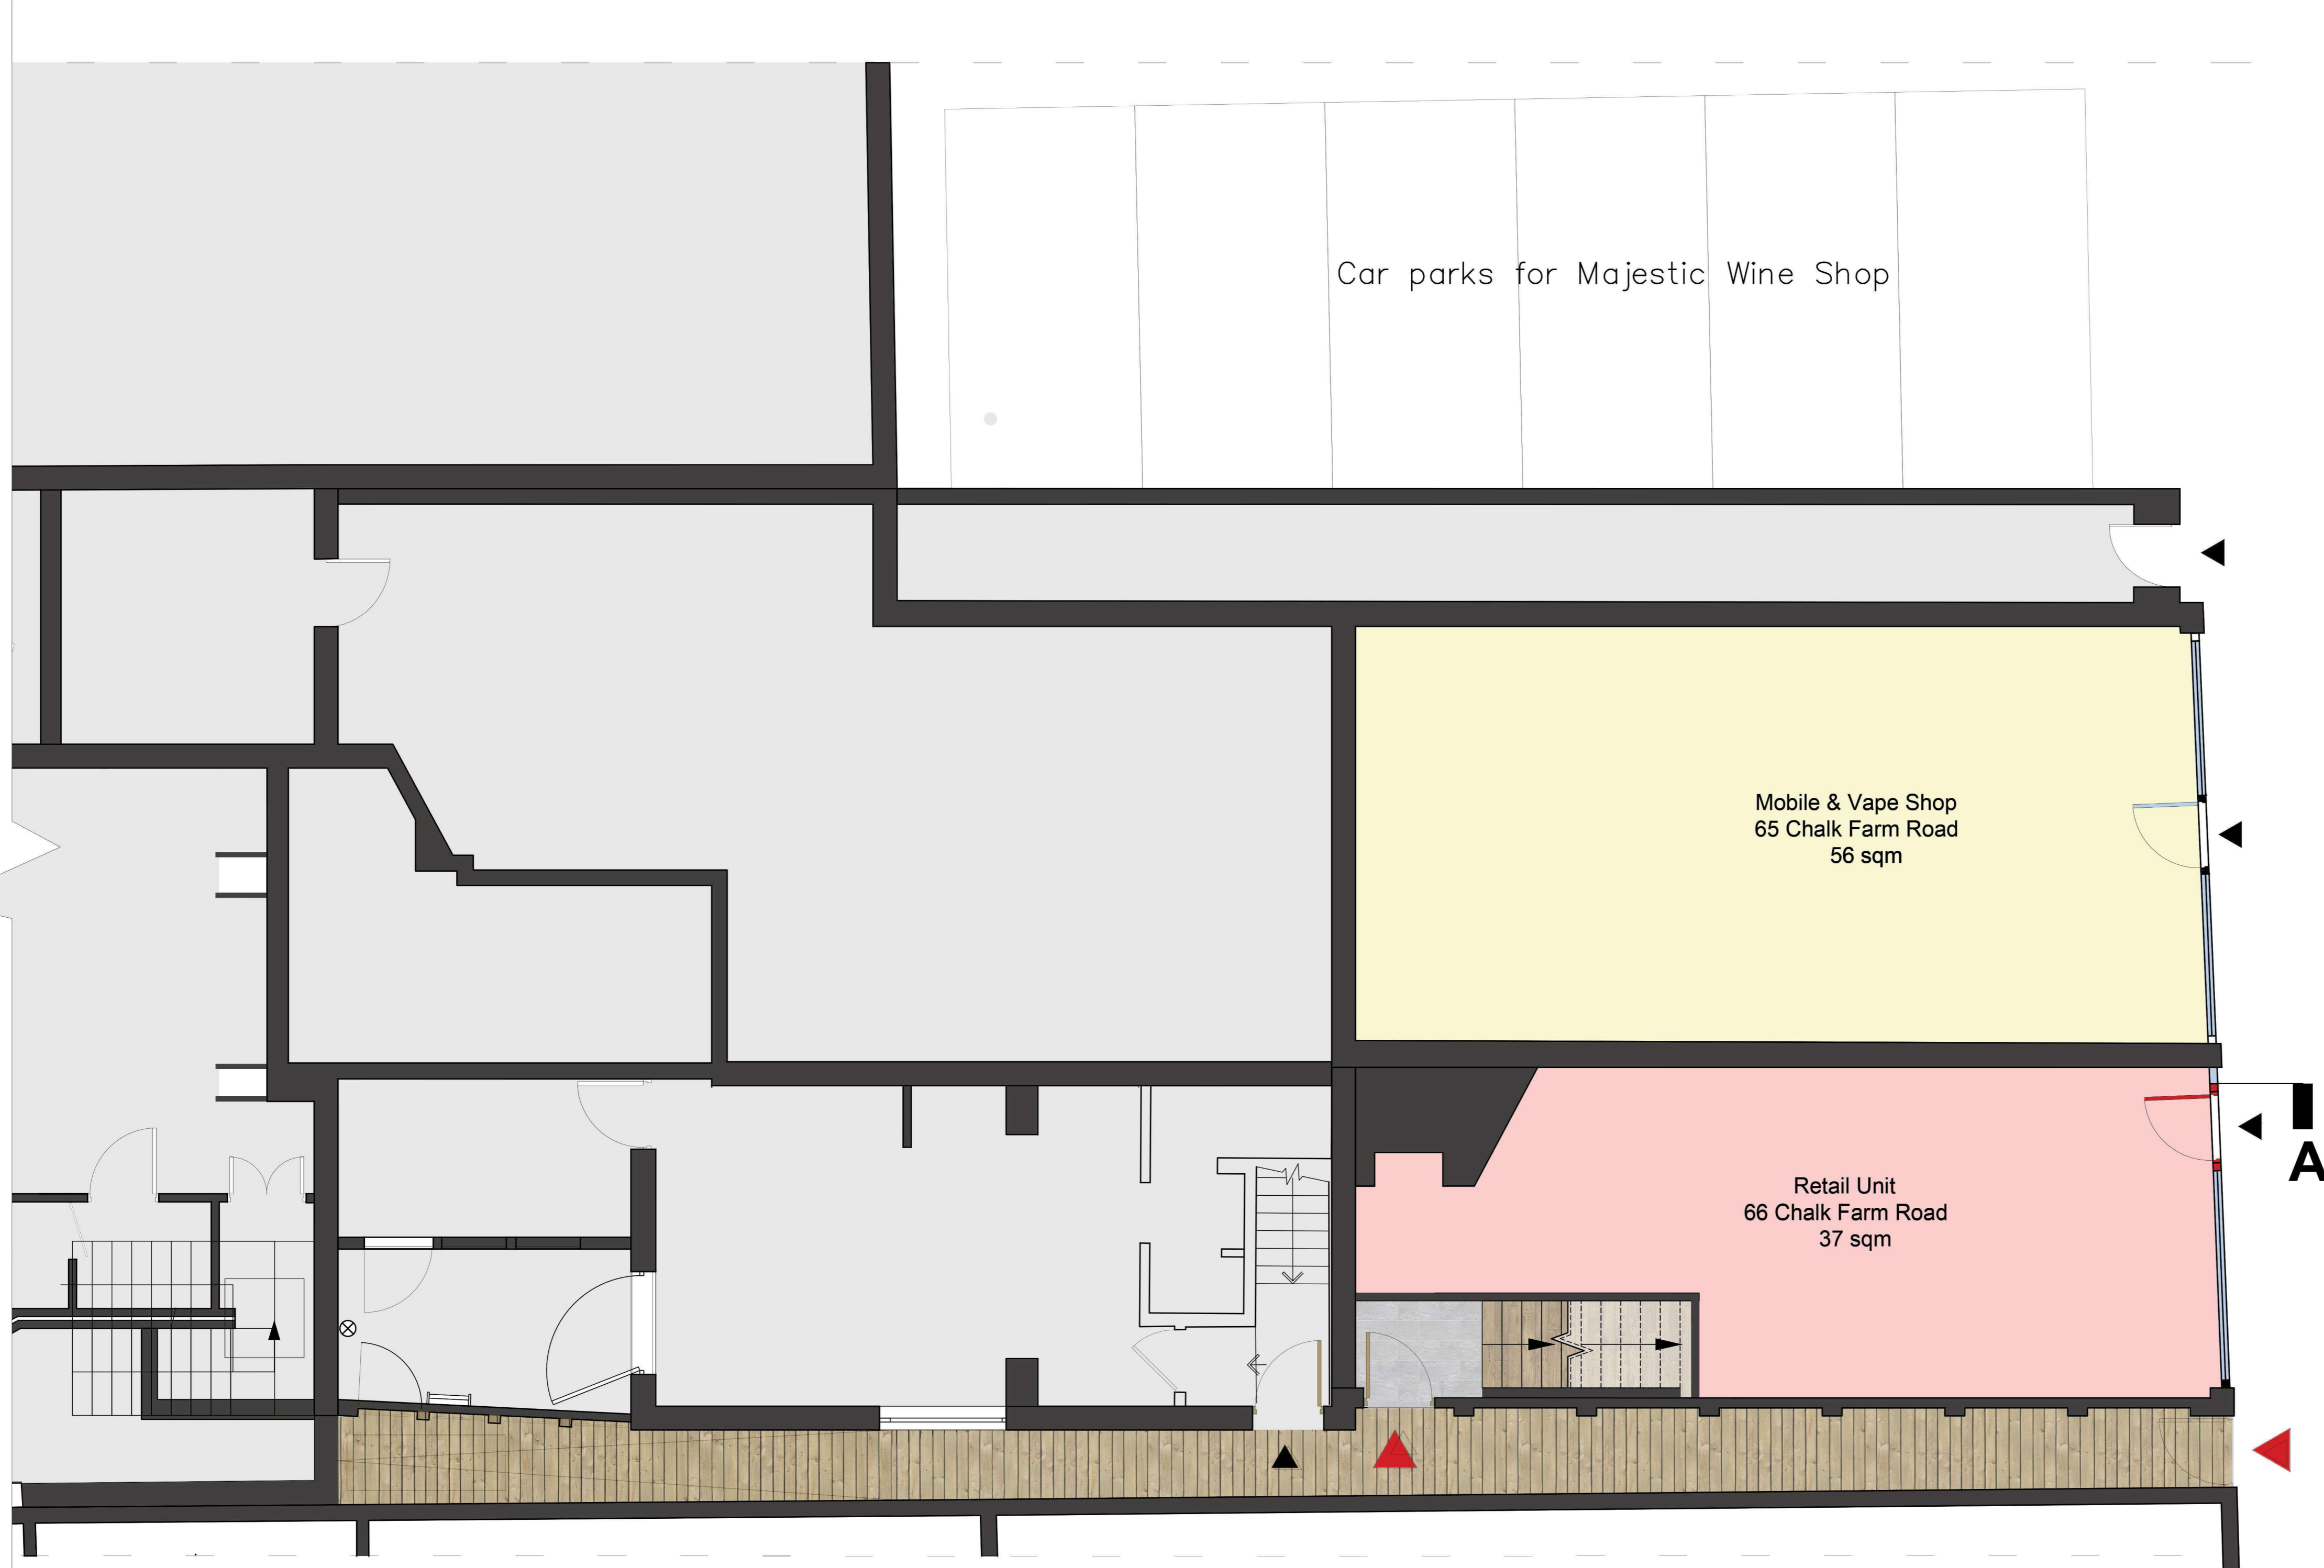 Car parks for Majestic Wine Shop
Mobile & Vape Shop
65 Chalk Farm Road
56 sqm
A
Retail Unit
66 Chalk Farm Road
37 sqm